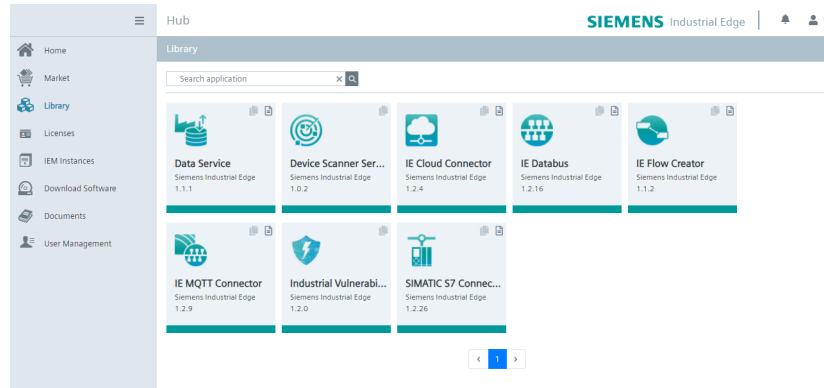 Hub
SIEMENS Industrial Edge
Home
Market
Library
Licenses
IEM Instances
Download Software
Documents
User Management
Library
Search application
Data Service
Siemens Industrial Edge
1.1.1
Device Scanner Ser...
Siemens Industrial Edge
1.0.2
IE Cloud Connector
Siemens Industrial Edge
1.2.4
IE Databus
Siemens Industrial Edge
1.2.16
IE Flow Creator
Siemens Industrial Edge
1.1.2
IE MQTT Connector
Siemens Industrial Edge
1.2.9
Industrial Vulnerabi...
Siemens Industrial Edge
1.2.0
SIMATIC S7 Connec...
Siemens Industrial Edge
1.2.26
1